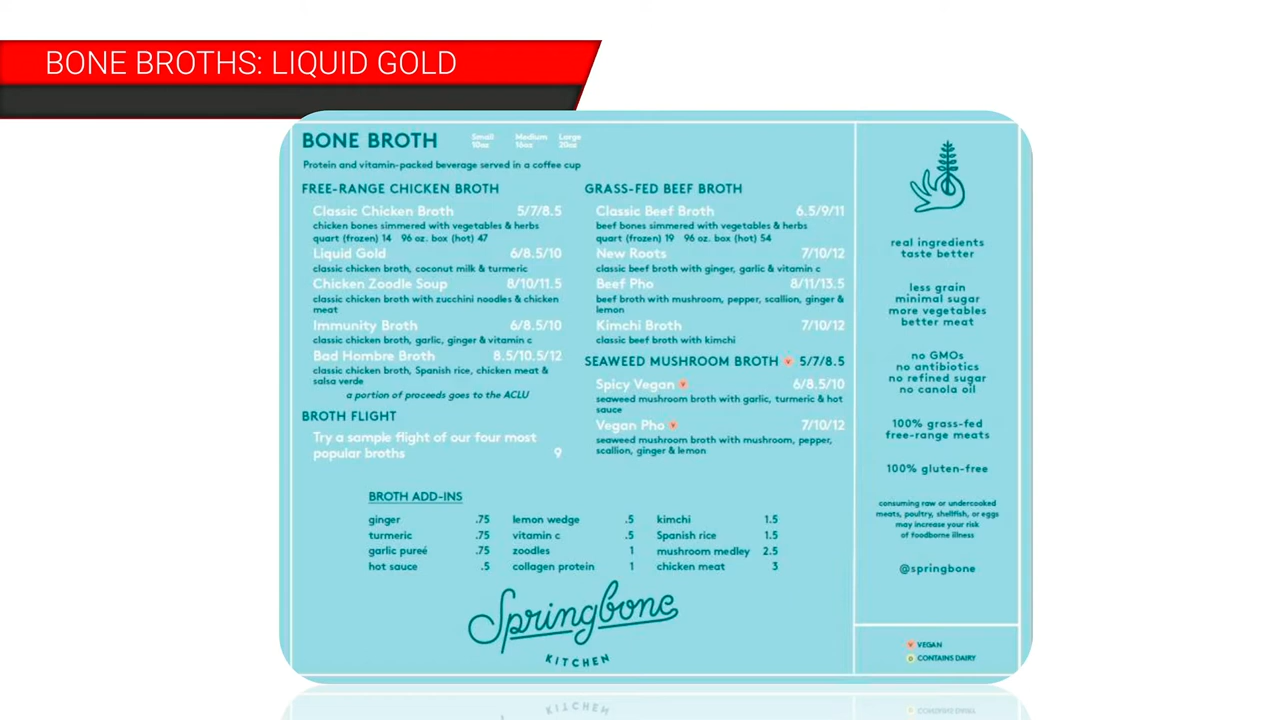 BONE BROTHS: LIQUID GOLD
BONE BROTH
Small Medium Large
10oz 16oz 20oz
Protein and vitamin-packed beverage served in a coffee cup
FREE-RANGE CHICKEN BROTH
Classic Chicken Broth 5/7/8.5
chicken bones simmered with vegetables & herbs
quart (frozen) 14 96 oz. box (hot) 47
Liquid Gold 6/8.5/10
classic chicken broth, coconut milk & turmeric
Chicken Zoodle Soup 8/10/11.5
classic chicken broth with zucchini noodles & chicken
meat
Immunity Broth 6/8.5/10
classic chicken broth, garlic, ginger & vitamin c
Bad Hombre Broth 8.5/10.5/12
classic chicken broth, Spanish rice, chicken meat &
salsa verde
a portion of proceeds goes to the ACLU
BROTH FLIGHT
Try a sample flight of our four most
popular broths 9
GRASS-FED BEEF BROTH
Classic Beef Broth 6.5/9/11
beef bones simmered with vegetables & herbs
quart (frozen) 19 96 oz. box (hot) 54
New Roots 7/10/12
classic beef broth with ginger, garlic & vitamin c
Beef Pho 8/11/13.5
beef broth with mushroom, pepper, scallion, ginger &
lemon
Kimchi Broth 7/10/12
classic beef broth with kimchi
SEAWEED MUSHROOM BROTH V 5/7/8.5
Spicy Vegan V 6/8.5/10
seaweed mushroom broth with garlic, turmeric & hot
sauce
Vegan Pho V 7/10/12
seaweed mushroom broth with mushroom, pepper,
scallion, ginger & lemon
BROTH ADD-INS
ginger .75 lemon wedge .5 kimchi 1.5
turmeric .75 vitamin c .5 Spanish rice 1.5
garlic pureé .75 zoodles 1 mushroom medley 2.5
hot sauce .5 collagen protein 1 chicken meat 3
Springbone
KITCHEN
real ingredients
taste better
less grain
minimal sugar
more vegetables
better meat
no GMOs
no antibiotics
no refined sugar
no canola oil
100% grass-fed
free-range meats
100% gluten-free
consuming raw or undercooked
meats, poultry, shellfish, or eggs
may increase your risk
of foodborne illness
@springbone
V VEGAN
D CONTAINS DAIRY